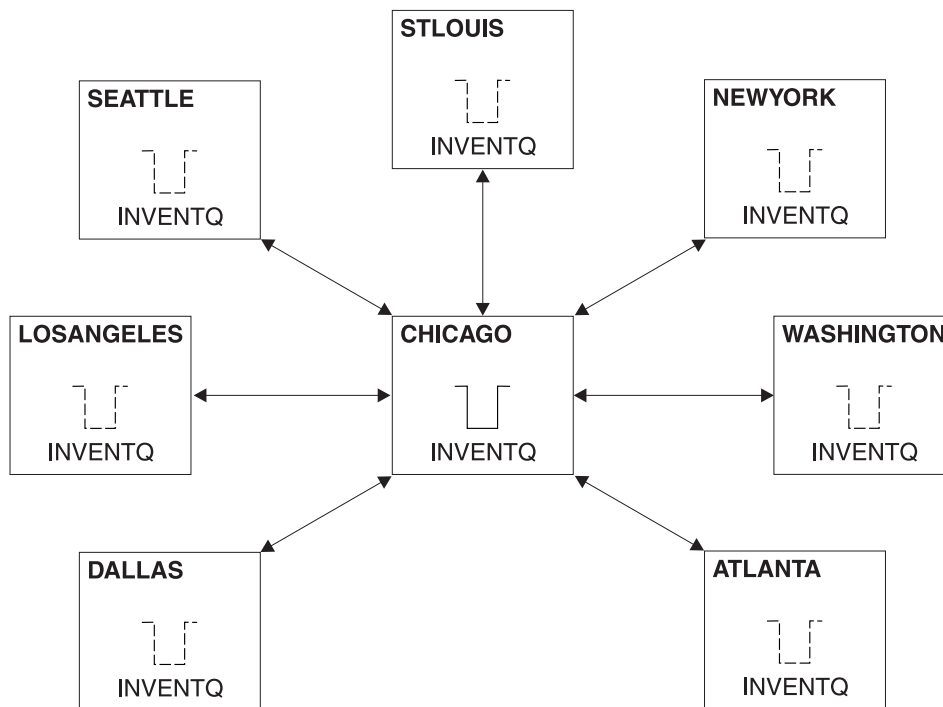 STLOUIS
INVENTQ
SEATTLE
INVENTQ
NEWYORK
INVENTQ
LOSANGELES
INVENTQ
CHICAGO
INVENTQ
WASHINGTON
INVENTQ
DALLAS
INVENTQ
ATLANTA
INVENTQ